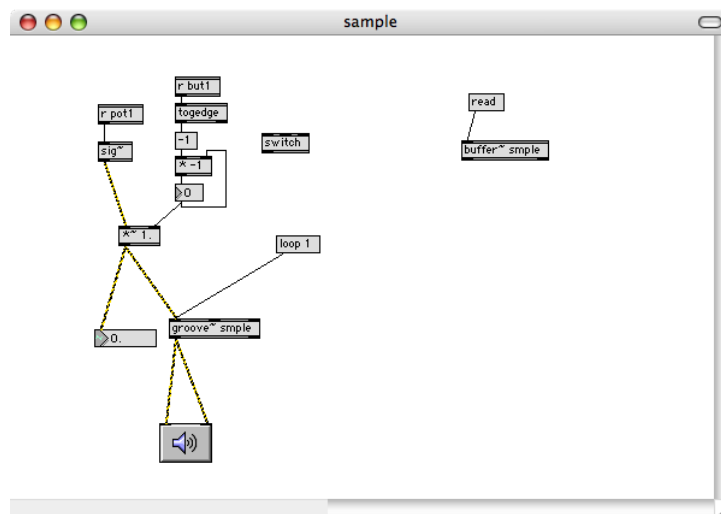 sample
r but1
read
r pot1
togedge
-1
switch
sig~
buffer~ smple
* -1
0
*~ 1.
loop 1
groove~ smple
0.